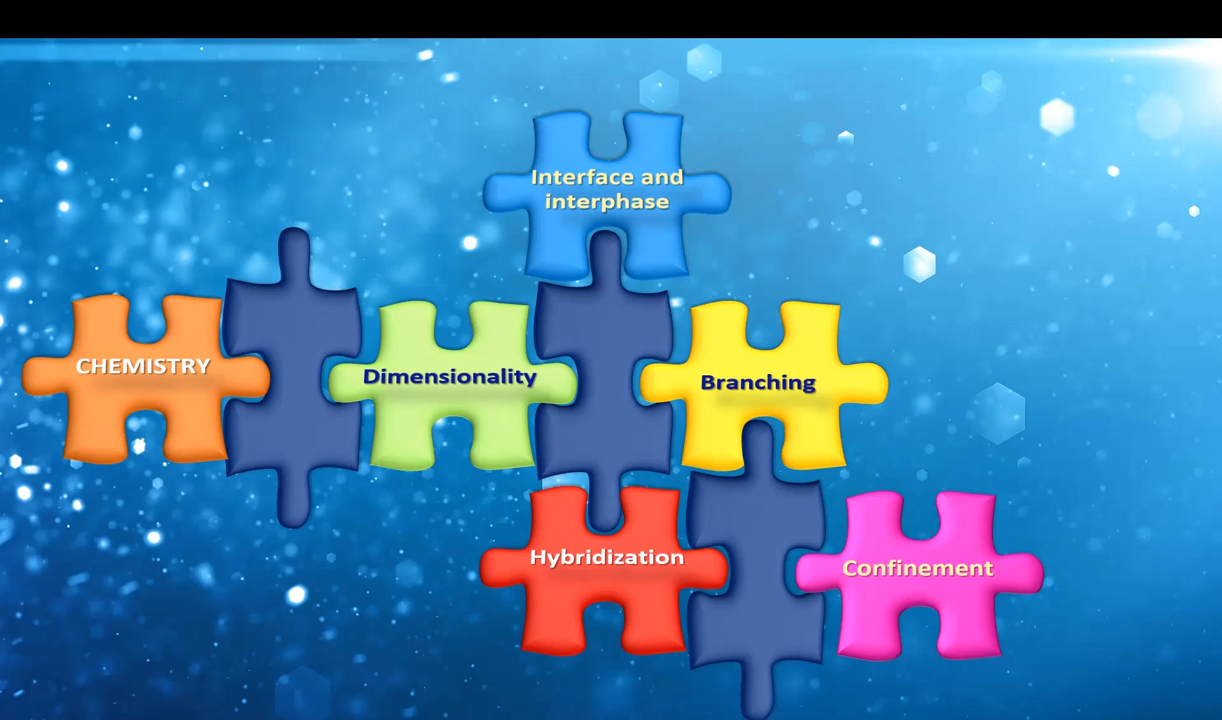 Interface and
interphase
CHEMISTRY
Dimensionality
Branching
Hybridization
Confinement